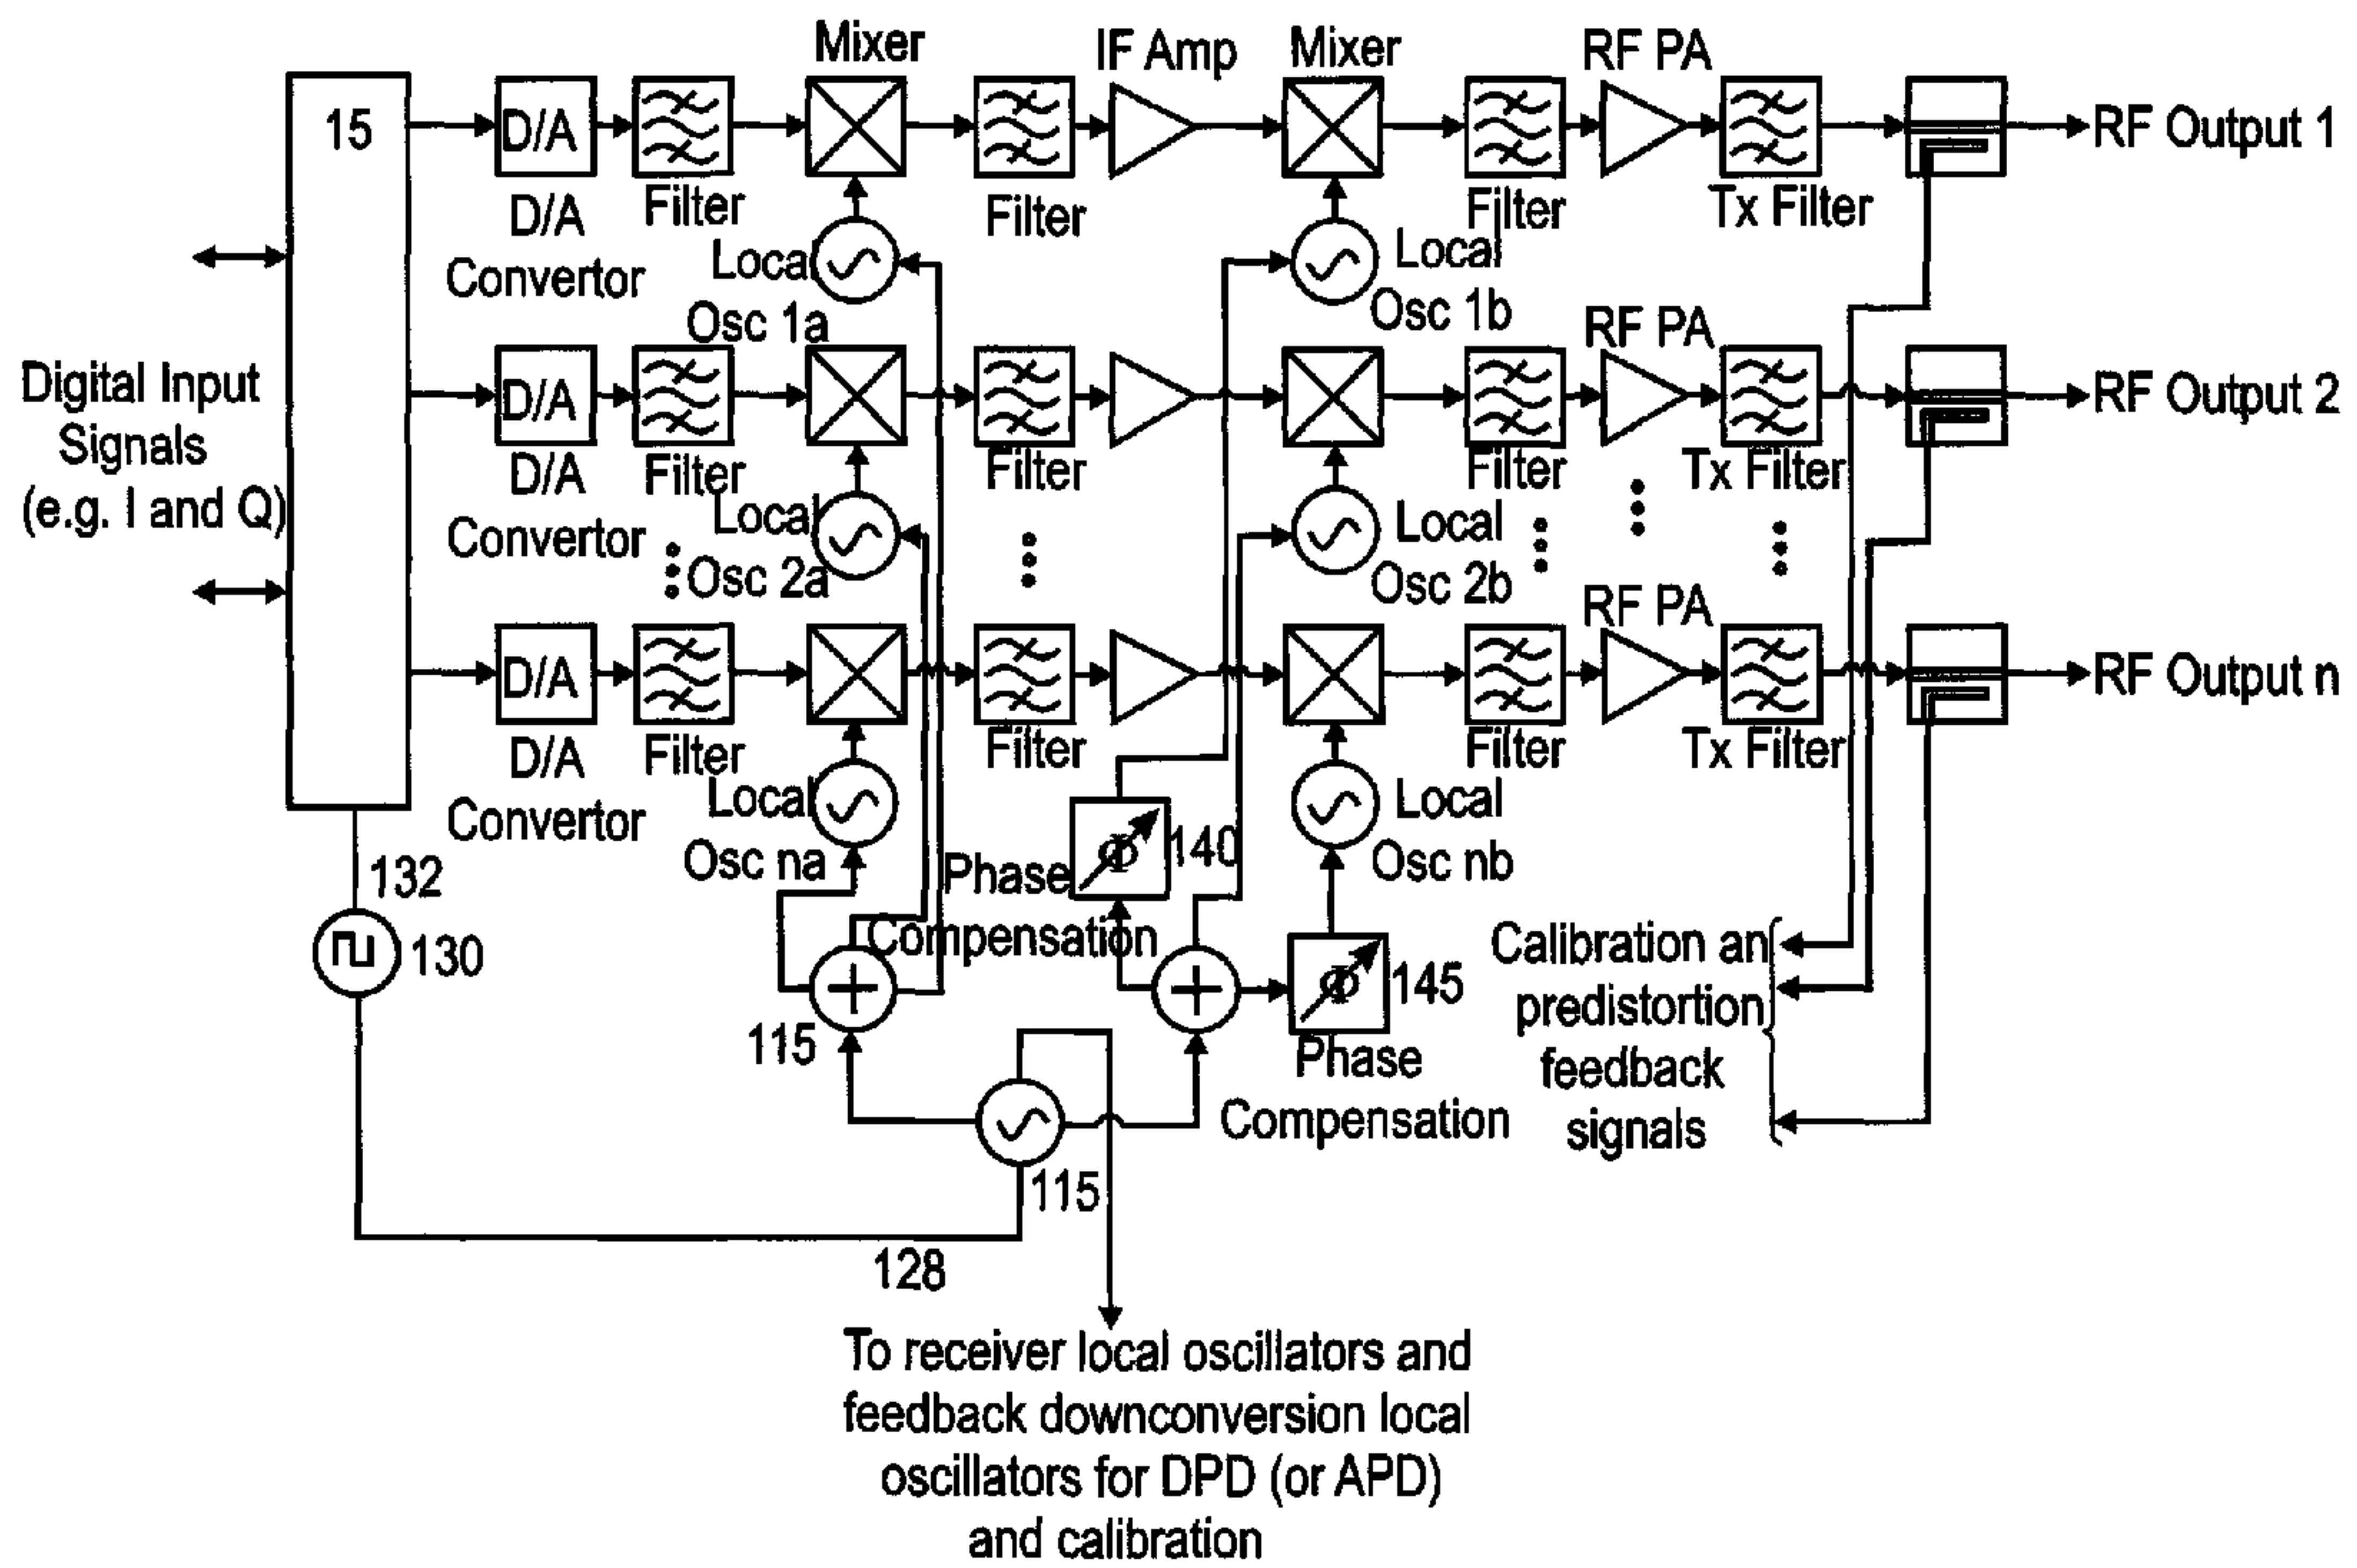 Mixer
IF Amp
Mixer
RF PA
15
D/A
RF Output 1
D/A
Convertor
Filter
Filter
Filter
Tx Filter
Loca
Osc 1a
Local
Osc 1b
RF PA
Digital Input
Signals
(e.g. I and Q)
D/A
RF Output 2
D/A
Convertor
Filter
Filter
Filter
Tx Filter
Local
Osc 2a
Local
Osc 2b
RF PA
D/A
RF Output n
D/A
Convertor
Filter
Filter
Filter
Tx Filter
Local
Osc na
Local
Osc nb
132
130
Φ
140
Phase
Compensation
115
Φ
145
Phase
Compensation
Calibration an
predistortion
feedback
signals
115
128
To receiver local oscillators and
feedback downconversion local
oscillators for DPD (or APD)
and calibration